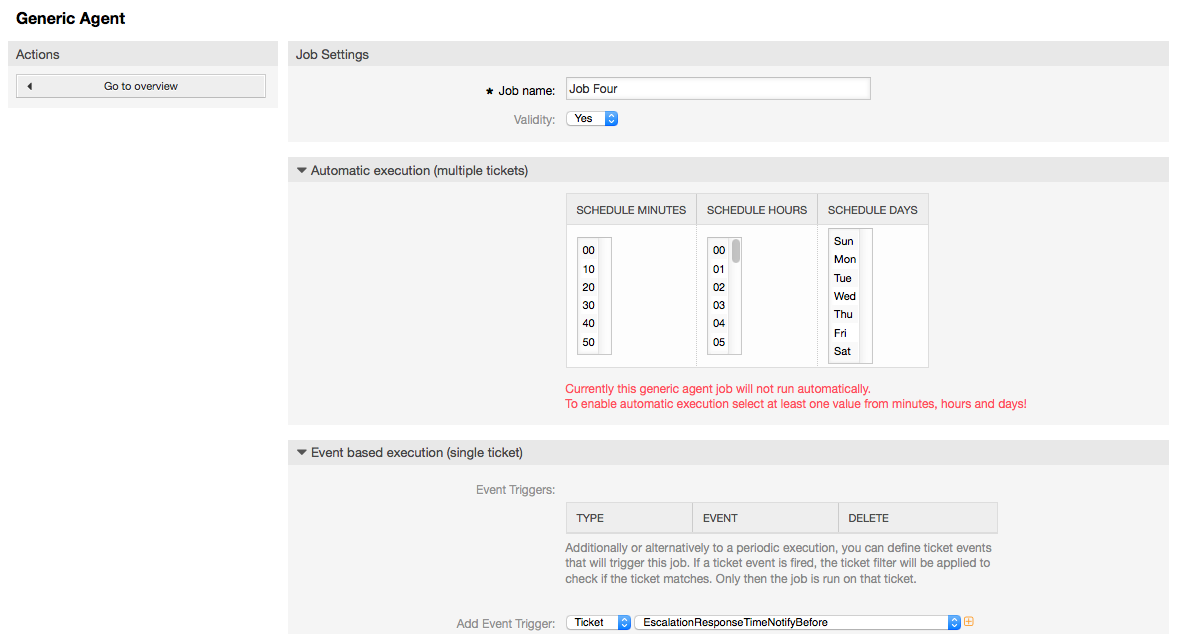 Generic Agent
Actions
Go to overview
Job Settings
★ Job name: Job Four
Validity: Yes
Automatic execution (multiple tickets)
SCHEDULE MINUTES SCHEDULE HOURS SCHEDULE DAYS
00 00 Sun
10 01 Mon
20 02 Tue
30 03 Wed
40 04 Thu
50 05 Fri
Sat
Currently this generic agent job will not run automatically.
To enable automatic execution select at least one value from minutes, hours and days!
Event based execution (single ticket)
Event Triggers:
TYPE EVENT DELETE
Additionally or alternatively to a periodic execution, you can define ticket events
that will trigger this job. If a ticket event is fired, the ticket filter will be applied to
check if the ticket matches. Only then the job is run on that ticket.
Add Event Trigger: Ticket EscalationResponseTimeNotifyBefore